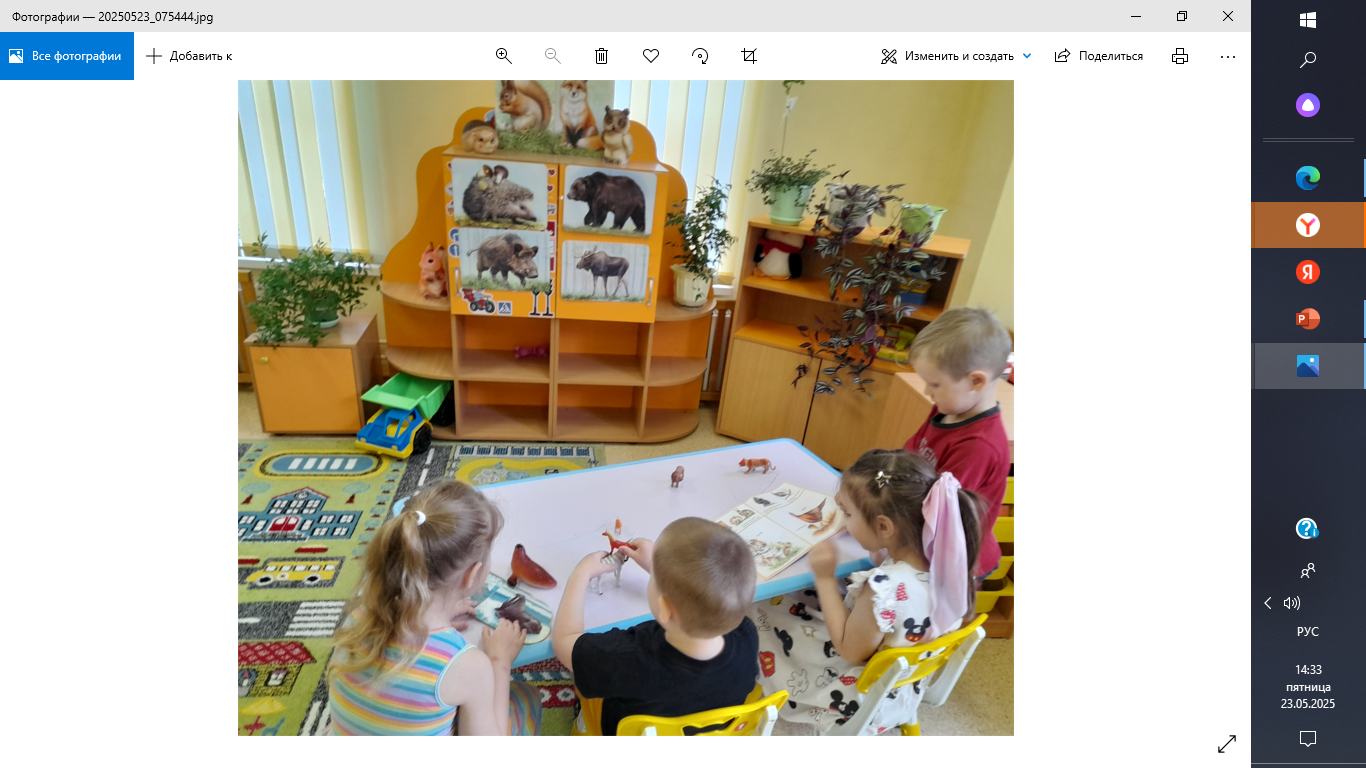 Фотографии — 20250523_075444.jpg
Все фотографии
Добавить к
Изменить и создать
Поделиться
РУС
14:33
пятница
23.05.2025